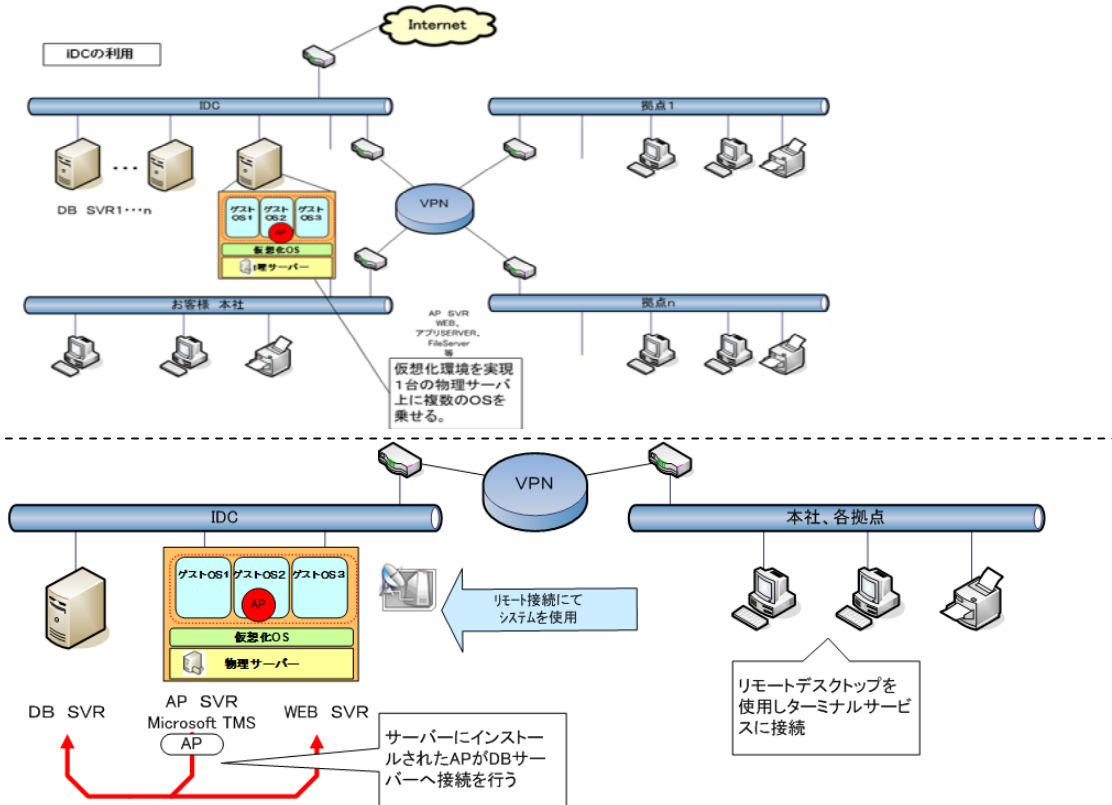 Internet
iDCの利用
IDC
拠点1
DB SVR1・・・n
ゲスト
OS1
ゲスト
OS2
ゲスト
OS3
AP
仮想化OS
理サーバー
VPN
お客様 本社
拠点n
AP SVR
WEB、
アプリSERVER、
FileServer
等
仮想化環境を実現
1台の物理サーバ
上に複数のOSを
乗せる。
VPN
IDC
本社、各拠点
ゲストOS1
ゲストOS2
ゲストOS3
AP
仮想化OS
物理サーバー
リモート接続にて
システムを使用
リモートデスクトップを
使用しターミナルサービ
スに接続
DB SVR
AP SVR
Microsoft TMS
WEB SVR
AP
サーバーにインストー
ルされたAPがDBサー
バーへ接続を行う